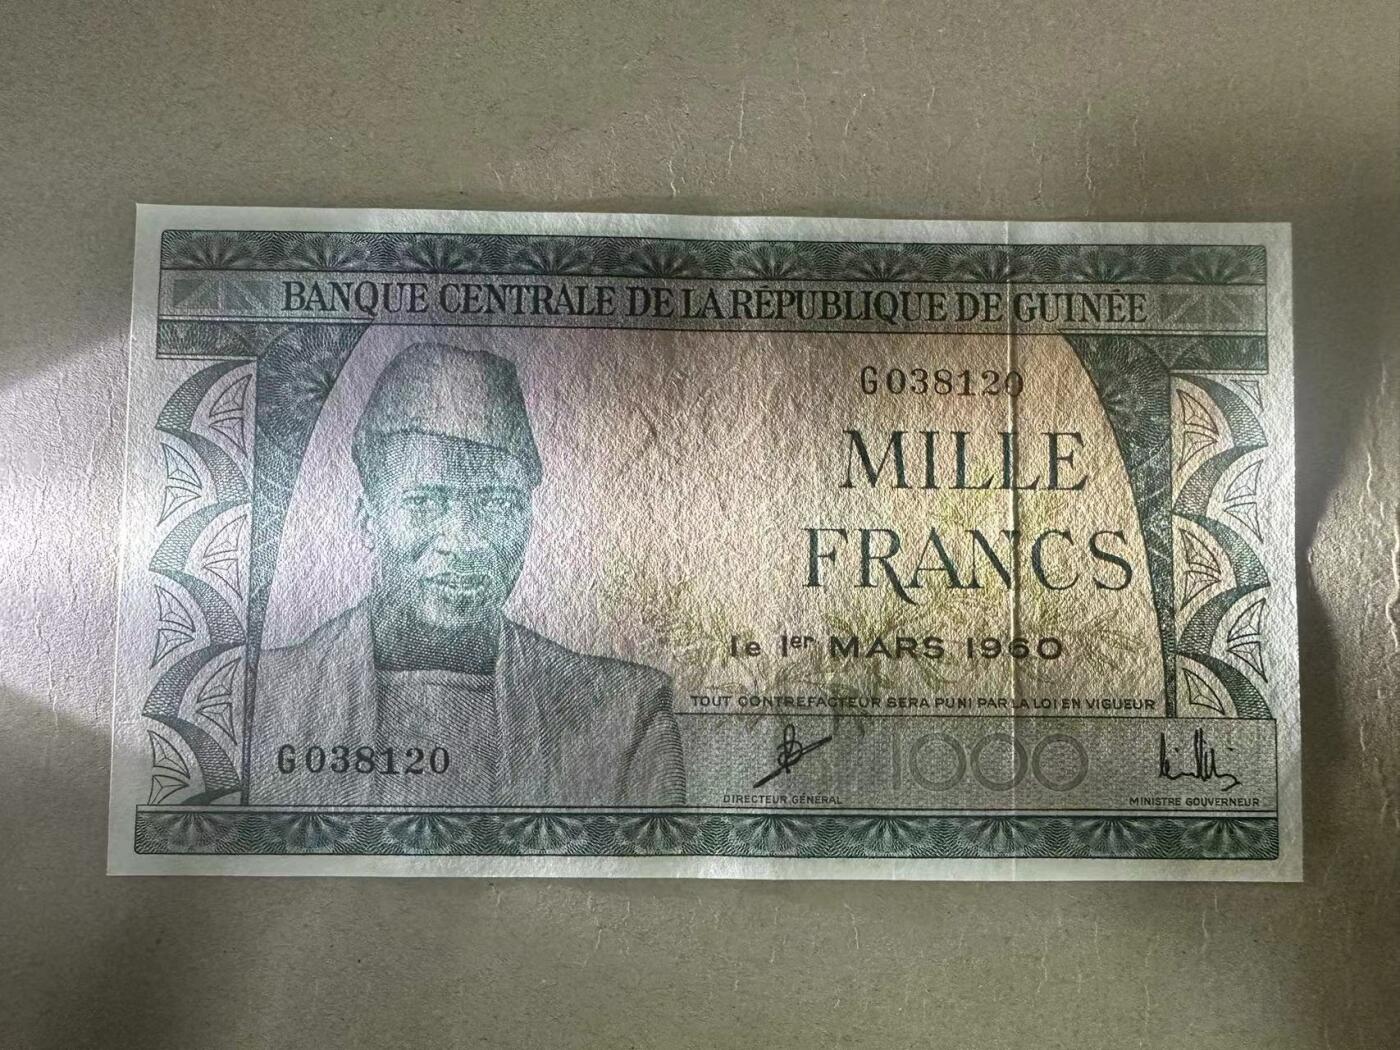 BANQUE CENTRALE DE LA RÉPUBLIQUE DE GUINÉE
G038120
MILLE
FRANCS
le 1er MARS 1960
TOUT CONTREFACTEUR SERA PUNI PAR LA LOI EN VIGUEUR
G038120
1000
DIRECTEUR GÉNÉRAL
MINISTRE GOUVERNEUR